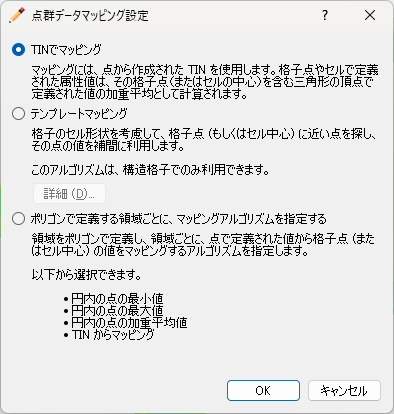 点群データマッピング設定
?
TINでマッピング
マッピングには、点から作成された TIN を使用します。格子点やセルで定義
された属性値は、その格子点(またはセルの中心)を含む三角形の頂点で
定義された値の加重平均として計算されます。
テンプレートマッピング
格子のセル形状を考慮して、格子点 (もしくはセル中心) に近い点を探し、
その点の値を補間に利用します。
このアルゴリズムは、構造格子でのみ利用できます。
詳細 (D)...
ポリゴンで定義する領域ごとに、マッピングアルゴリズムを指定する
領域をポリゴンで定義し、領域ごとに、点で定義された値から格子点 (また
はセル中心) の値をマッピングするアルゴリズムを指定します。
以下から選択できます。
• 円内の点の最小値
• 円内の点の最大値
• 円内の点の加重平均値
• TIN からマッピング
OK
キャンセル